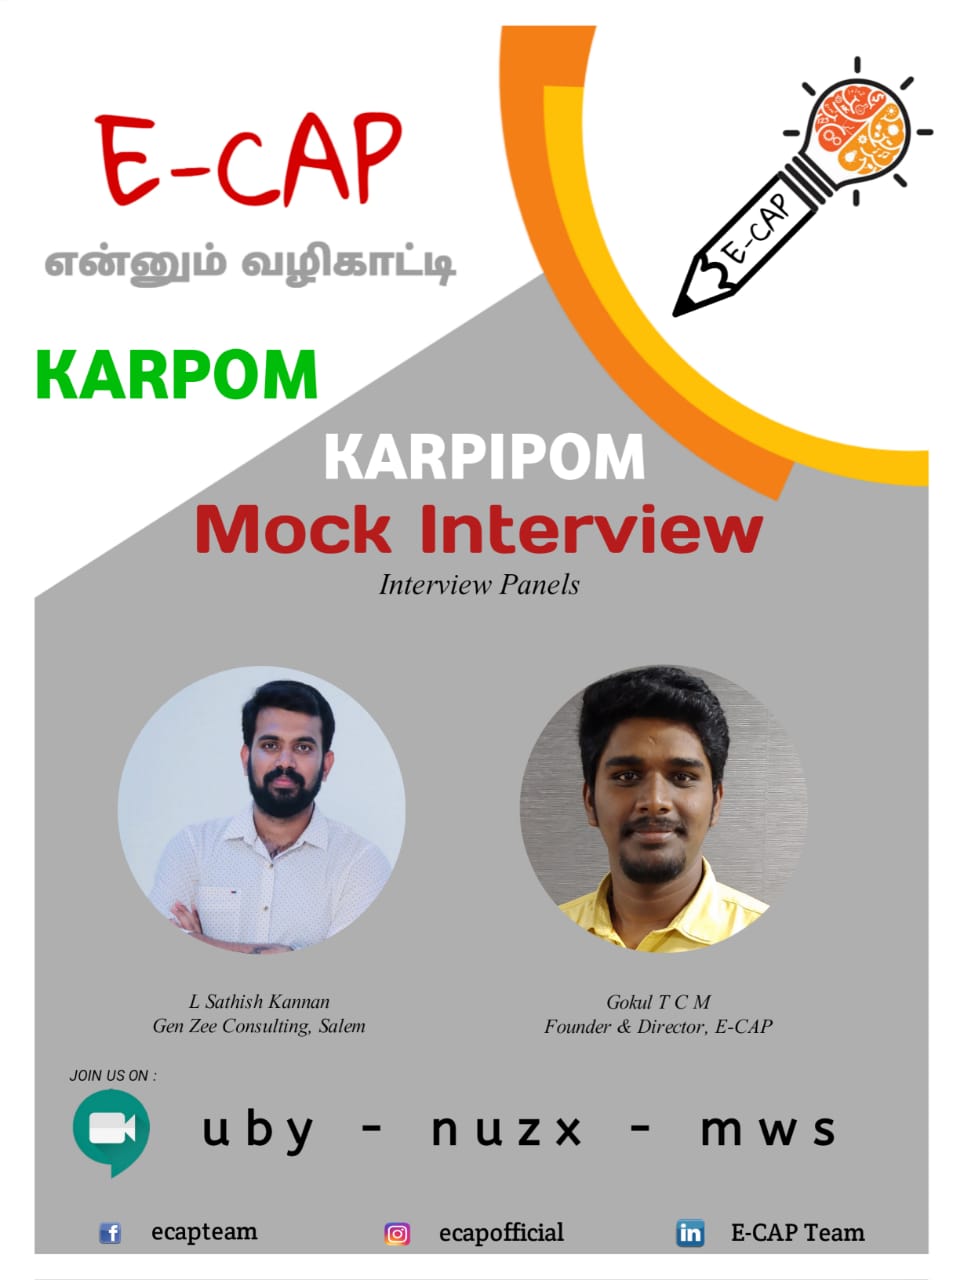 E-CAP
என்னும் வழிகாட்டி
E-CAP
KARPOM
KARPIPOM
Mock Interview
Interview Panels
L Sathish Kannan
Gen Zee Consulting, Salem
Gokul T C M
Founder & Director, E-CAP
JOIN US ON :
uby - nuzx - mws
ecapteam
ecapofficial
E-CAP Team